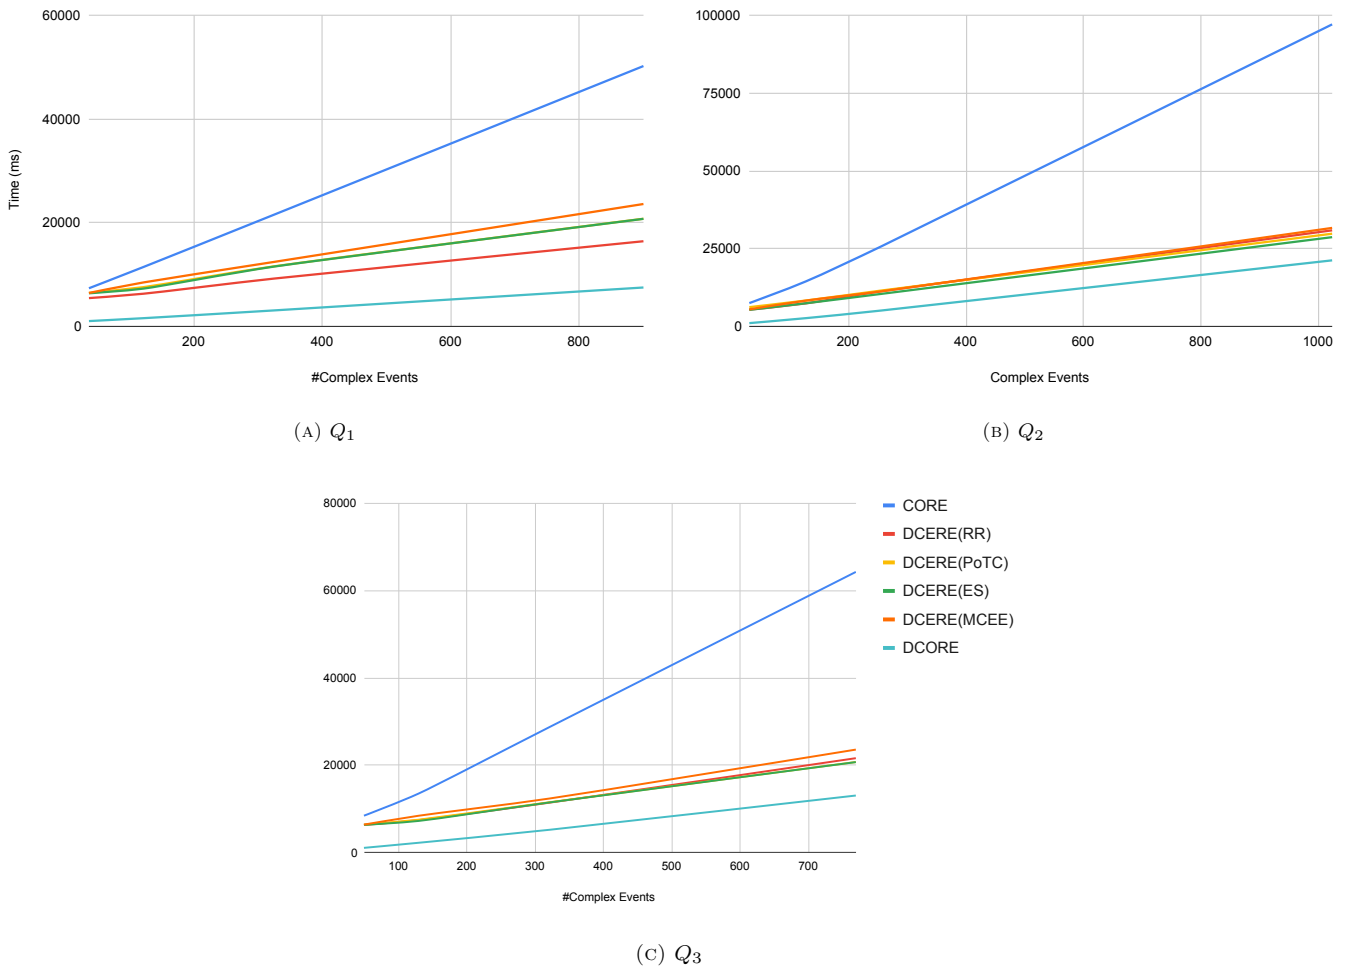 60000
40000
20000
0
Time (ms)
200
400
600
800
#Complex Events
(A) Q1
100000
75000
50000
25000
0
200
400
600
800
1000
Complex Events
(B) Q2
80000
60000
40000
20000
0
100
200
300
400
500
600
700
#Complex Events
CORE
DCERE(RR)
DCERE(PoTC)
DCERE(ES)
DCERE(MCEE)
DCORE
(C) Q3